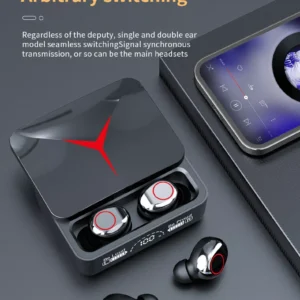 Arbitrary Switching
Regardless of the deputy, single and double ear
model seamless switchingSignal synchronous
transmission, or so can be the main headsets
100